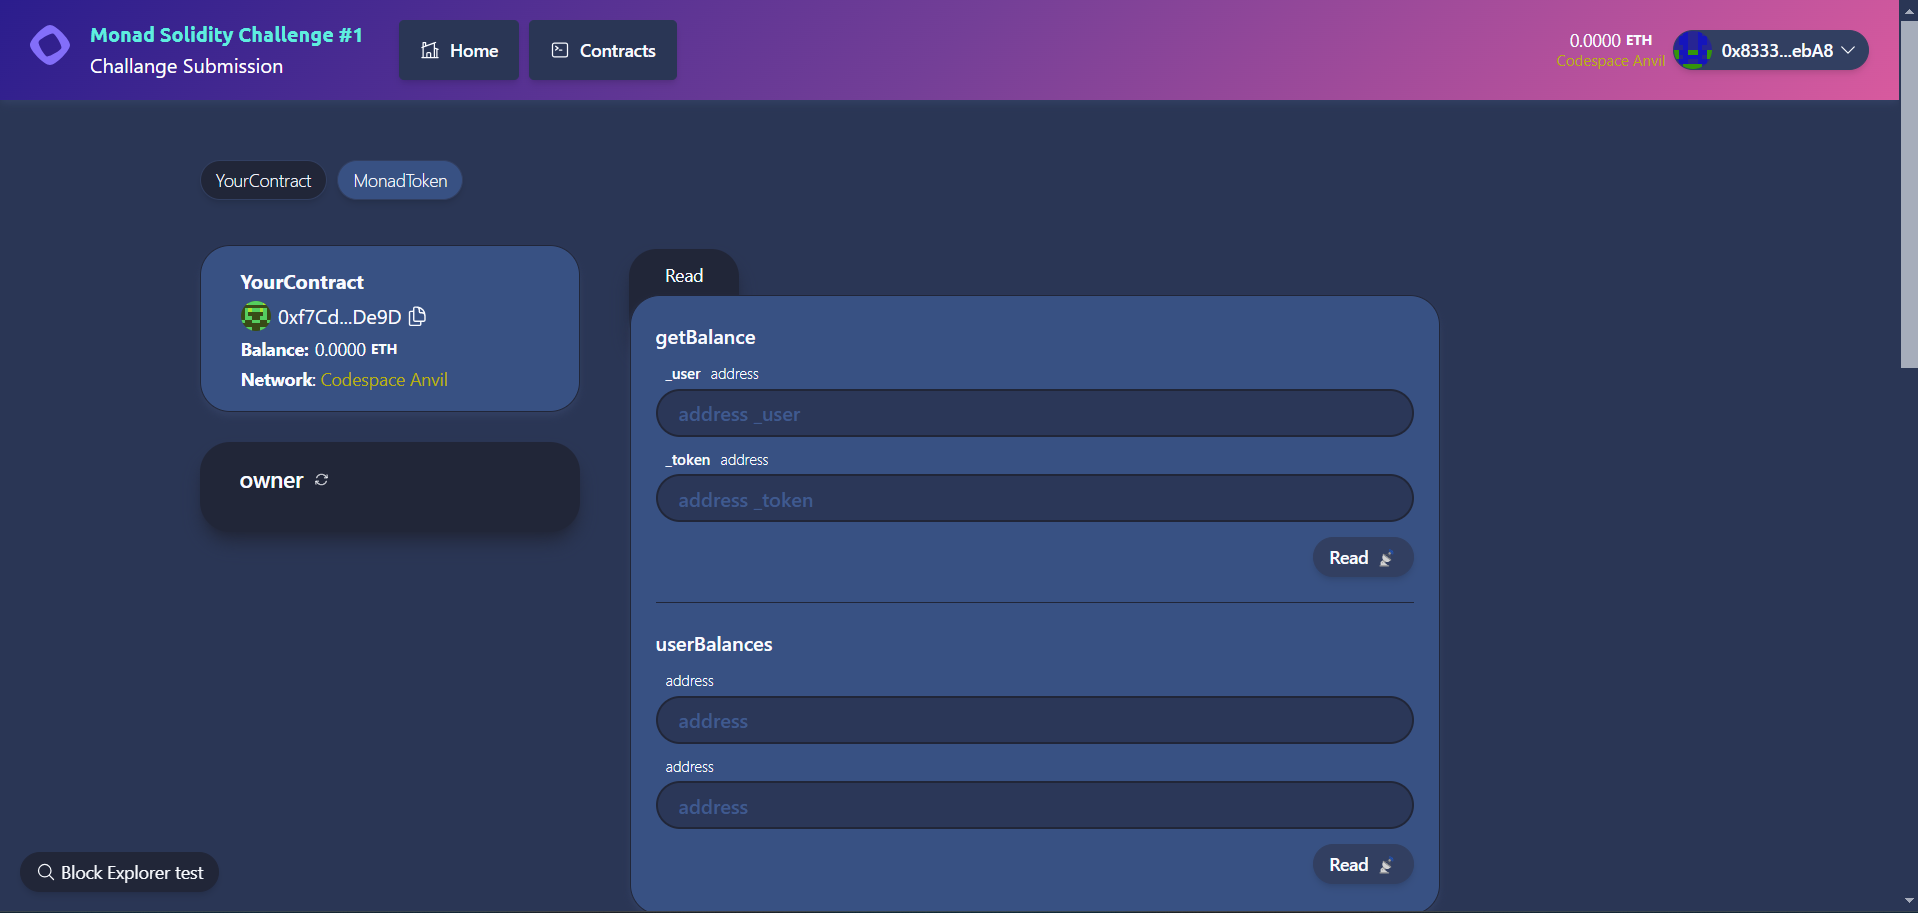 Monad Solidity Challenge #1
Challange Submission
Home
Contracts
0.0000 ETH
Codespace Anvil
0x8333...ebA8
YourContract
MonadToken
YourContract
0xf7Cd...De9D
Balance: 0.0000 ETH
Network: Codespace Anvil
owner
Read
getBalance
_user address
address _user
_token address
address _token
Read
userBalances
address
address
address
address
Read
Block Explorer test